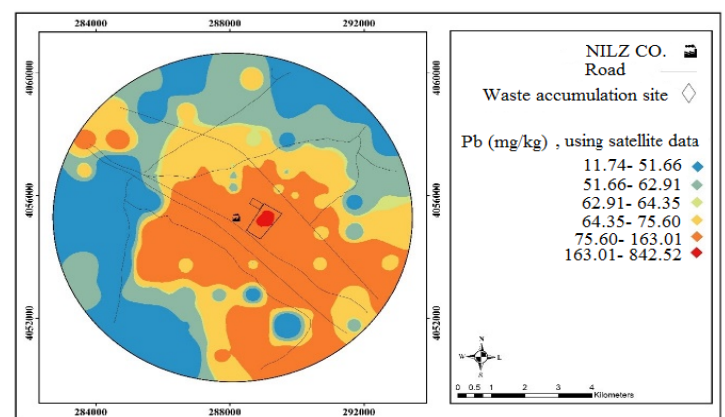 284000 288000 292000
4060000 4060000
4056000 4056000
4052000 4052000
284000 288000 292000
NILZ CO.
Road
Waste accumulation site
Pb (mg/kg) , using satellite data
11.74- 51.66
51.66- 62.91
62.91- 64.35
64.35- 75.60
75.60- 163.01
163.01- 842.52
N
W
S
0 0.5 1 2 3 4
Kilometers